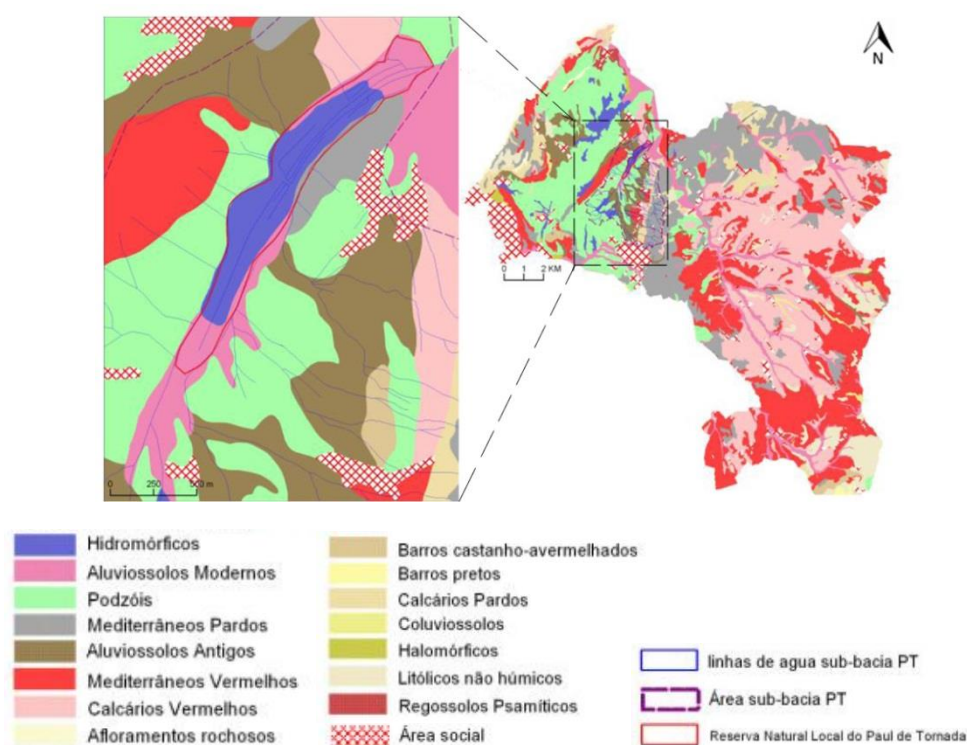 N
0 1 2 KM
0 250 500 m
Hidromórficos
Aluviossolos Modernos
Podzóis
Mediterrâneos Pardos
Aluviossolos Antigos
Mediterrâneos Vermelhos
Calcários Vermelhos
Afloramentos rochosos
Barros castanho-avermelhados
Barros pretos
Calcários Pardos
Coluviossolos
Halomórficos
Litólicos não húmicos
Regossolos Psamíticos
Área social
linhas de agua sub-bacia PT
Área sub-bacia PT
Reserva Natural Local do Paul de Tornada